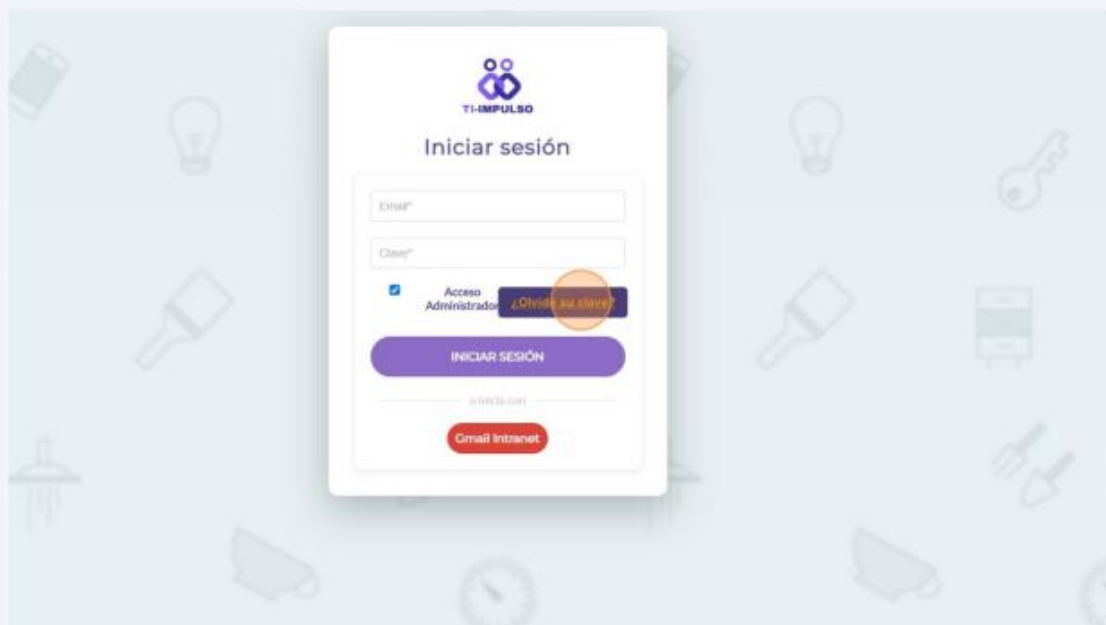 TI-IMPULSO
Iniciar sesión
Email*
Clave*
Acceso
Administrador
¿Olvidó su clave?
INICIAR SESIÓN
o inicia con
Gmail Intranet